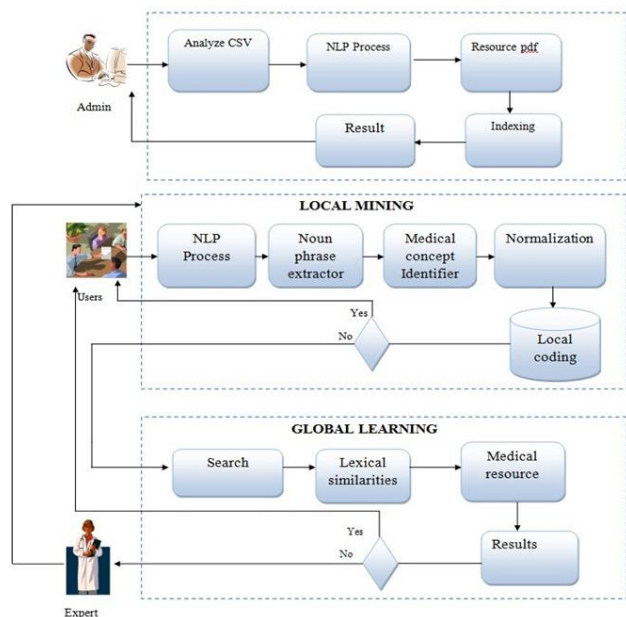 Analyze CSV
NLP Process
Resource pdf
Admin
Result
Indexing
LOCAL MINING
NLP
Process
Noun
phrase
extractor
Medical
concept
Identifier
Normalization
Users
Yes
No
Local
coding
GLOBAL LEARNING
Search
Lexical
similarities
Medical
resource
Yes
No
Results
Expert